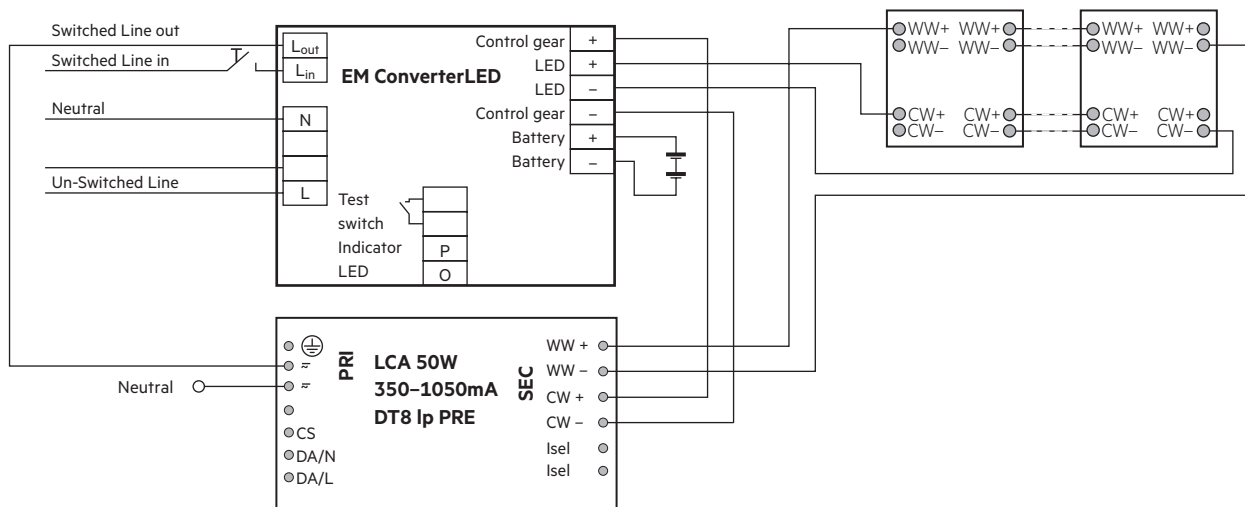 Switched Line out
Switched Line in
Neutral
Un-Switched Line
Lout
Lin
N
L
EM ConverterLED
Control gear +
LED +
LED –
Control gear –
Battery +
Battery –
Test
switch
Indicator P
LED O
WW+ WW+ WW+ WW+
WW– WW– WW– WW–
CW+ CW+ CW+ CW+
CW– CW– CW– CW–
Neutral
PRI
LCA 50W
350–1050mA
DT8 lp PRE
SEC
CS
DA/N
DA/L
WW +
WW –
CW +
CW –
Isel
Isel